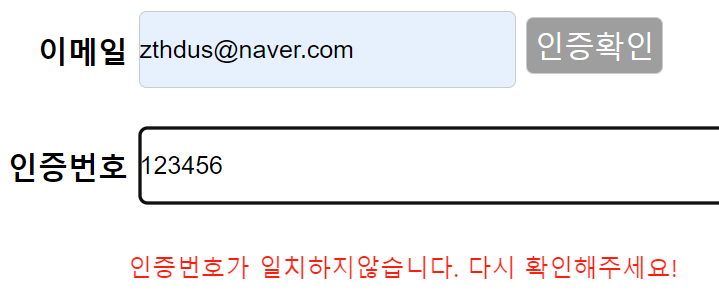 이메일 zthdus@naver.com 인증확인
인증번호 123456
인증번호가 일치하지않습니다. 다시 확인해주세요!